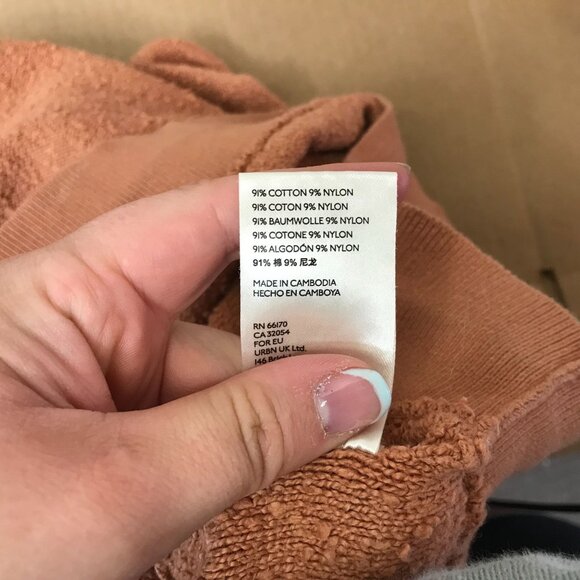 91% COTTON 9% NYLON
91% COTON 9% NYLON
91% BAUMWOLLE 9% NYLON
91% COTONE 9% NYLON
91% ALGODÓN 9% NYLON
91% 棉 9% 尼龙
MADE IN CAMBODIA
HECHO EN CAMBOYA
RN 66170
CA 32054
FOR EU
URBN UK Ltd.
146